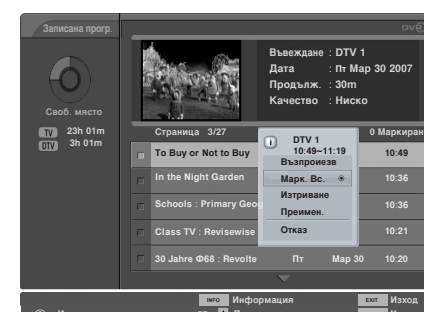 Записана прогр.
Въвеждане : DTV 1
Дата : Пт Мар 30 2007
Продълж. : 30m
Качество : Ниско
Своб. място
TV 23h 01m
DTV 3h 01m
Страница 3/27
0 Маркиран
DTV 1
10:49~11:19
Възпроизв
Марк. Вс.
Изтриване
Преимен.
Отказ
To Buy or Not to Buy 10:49
In the Night Garden 10:36
Schools : Primary Geog 10:36
Class TV : Revisewise 10:21
30 Jahre Ф68 : Revolte Пт Мар 30 10:20
INFO Информация
EXIT Изход